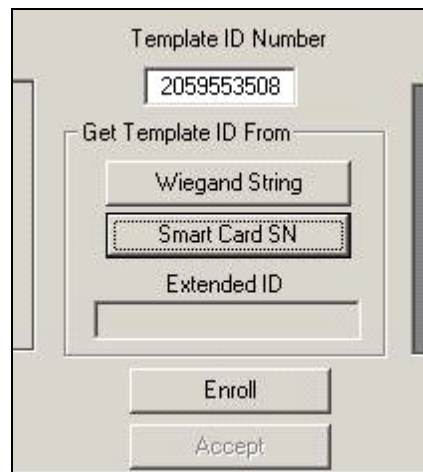 Template ID Number
2059553508
Get Template ID From
Wiegand String
Smart Card SN
Extended ID
Enroll
Accept